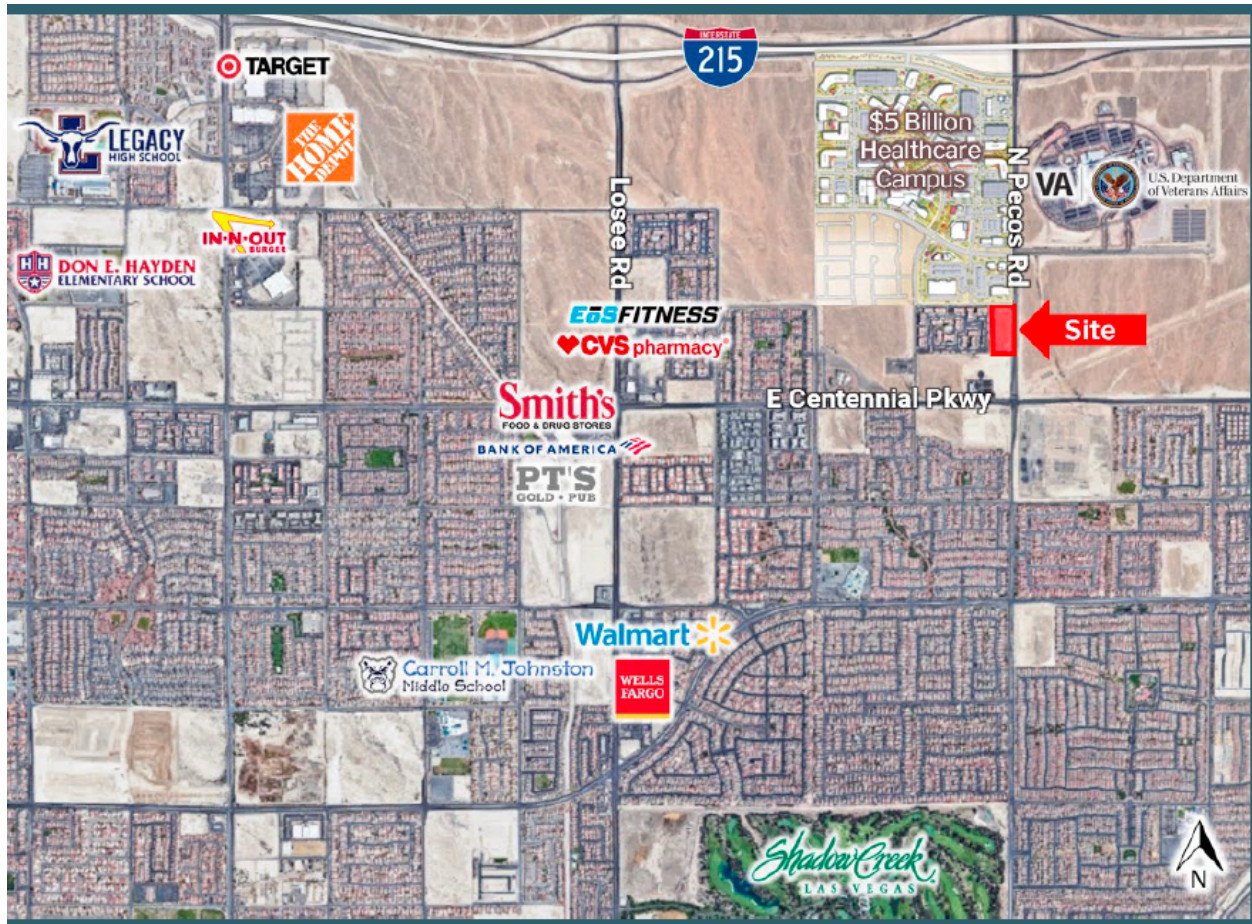 INTERSTATE
215
TARGET
LEGACY
HIGH SCHOOL
THE
HOME
DEPOT
$5 Billion
Healthcare
Campus
N Pecos Rd
VA
U.S. Department
of Veterans Affairs
Losee Rd
IN-N-OUT
BURGER
DON E. HAYDEN
ELEMENTARY SCHOOL
EōSFITNESS
CVS pharmacy®
Site
Smith's
FOOD & DRUG STORES
E Centennial Pkwy
BANK OF AMERICA
PT'S
GOLD • PUB
Walmart
Carroll M. Johnston
Middle School
WELLS
FARGO
ShadowCreek
LAS VEGAS
N